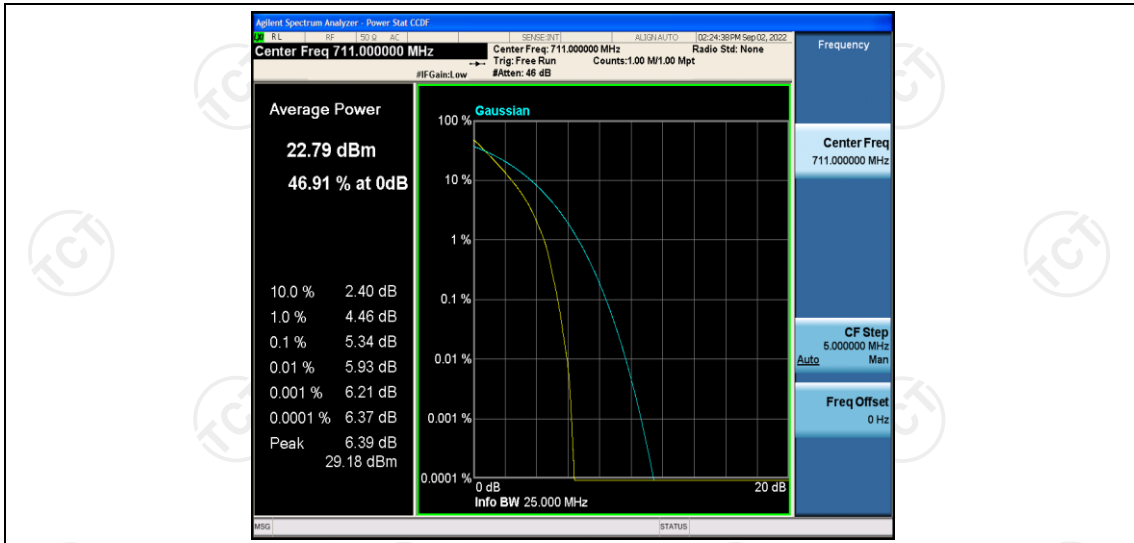 Agilent Spectrum Analyzer - Power Stat CCDF
RL RF 50 Ω AC SENSE:INT ALIGN AUTO 02:24:38PM Sep 02, 2022
Center Freq 711.000000 MHz
Center Freq: 711.000000 MHz Radio Std: None
Trig: Free Run Counts:1.00 M/1.00 Mpt
#IFGain:Low #Atten: 46 dB
Frequency
Average Power
22.79 dBm
46.91 % at 0dB
10.0 % 2.40 dB
1.0 % 4.46 dB
0.1 % 5.34 dB
0.01 % 5.93 dB
0.001 % 6.21 dB
0.0001 % 6.37 dB
Peak 6.39 dB
29.18 dBm
Gaussian
100 %
10 %
1 %
0.1 %
0.01 %
0.001 %
0.0001 %
0 dB 20 dB
Info BW 25.000 MHz
Center Freq
711.000000 MHz
CF Step
5.000000 MHz
Auto Man
Freq Offset
0 Hz
MSG STATUS
TCT
TCT
TCT
TCT
TCT
TCT